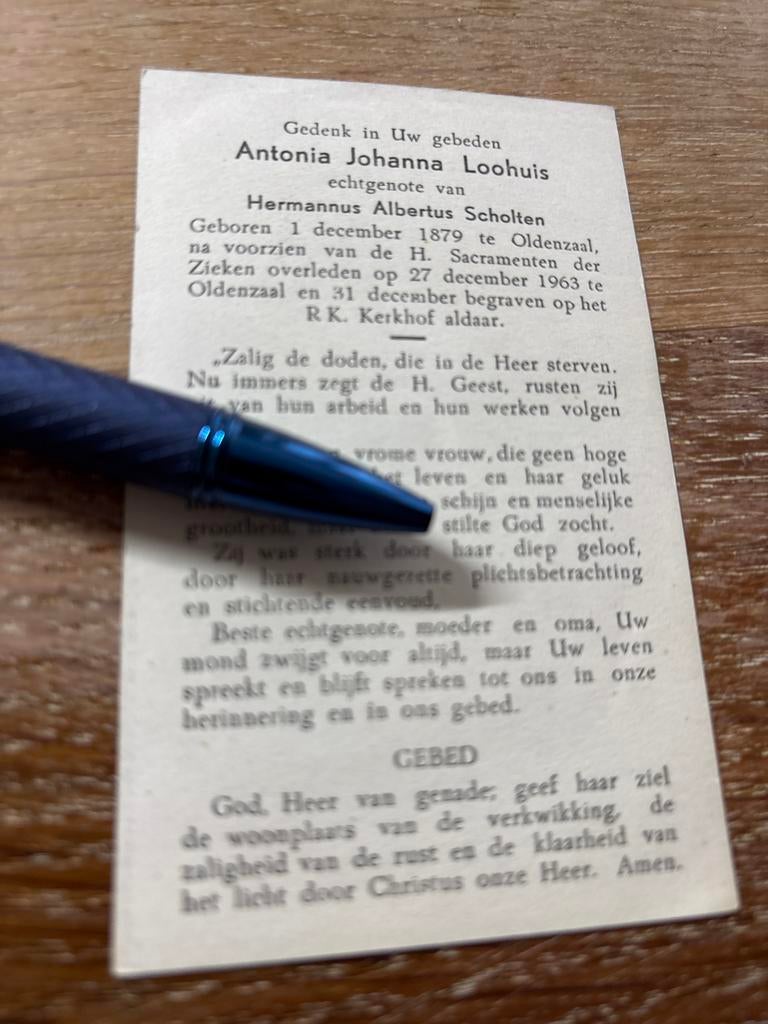 Gedenk in Uw gebeden
Antonia Johanna Loohuis
echtgenote van
Hermannus Albertus Scholten
Geboren 1 december 1879 te Oldenzaal,
na voorzien van de H. Sacramenten der
Zieken overleden op 27 december 1963 te
Oldenzaal en 31 december begraven op het
R K. Kerkhof aldaar.
„Zalig de doden, die in de Heer sterven.
Nu immers zegt de H. Geest, rusten zij
van hun arbeid en hun werken volgen
vrome vrouw, die geen hoge
leven en haar geluk
schijn en menselijke
grootheid, stilte God zocht.
Zij was sterk door haar diep geloof,
door haar nauwgezette plichtsbetrachting
en stichtende eenvoud.
Beste echtgenote, moeder en oma, Uw
mond zwijgt voor altijd, maar Uw leven
spreekt en blijft spreken tot ons in onze
herinnering en in ons gebed.
GEBED
God, Heer van genade; geef haar ziel
de woonplaats van de verkwikking, de
zaligheid van de rust en de klaarheid van
het licht door Christus onze Heer. Amen.